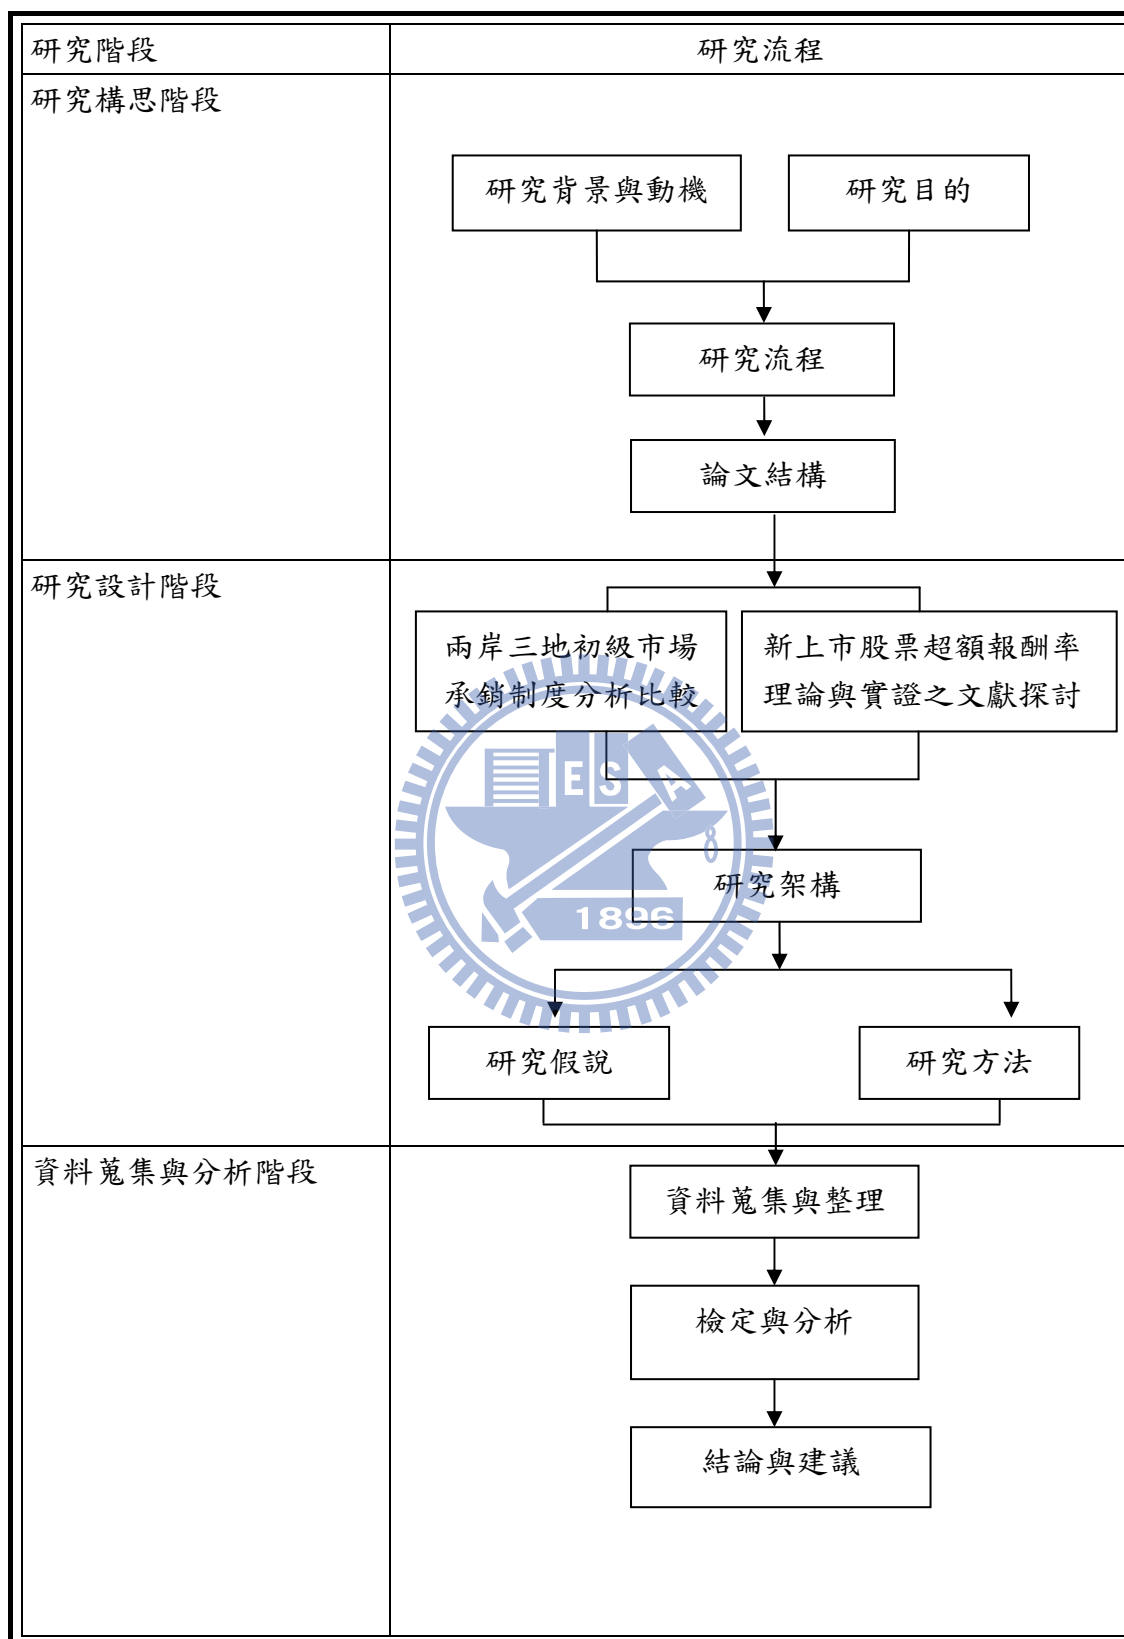 研究階段
研究流程
研究構思階段
研究背景與動機
研究目的
研究流程
論文結構
研究設計階段
兩岸三地初級市場
承銷制度分析比較
新上市股票超額報酬率
理論與實證之文獻探討
E S A
8
研究架構
1896
研究假說
研究方法
資料蒐集與分析階段
資料蒐集與整理
檢定與分析
結論與建議